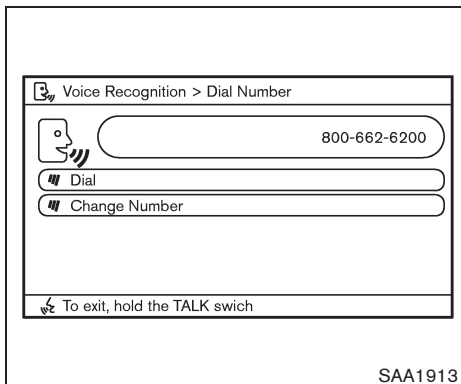 Voice Recognition > Dial Number
800-662-6200
Dial
Change Number
To exit, hold the TALK swich
SAA1913